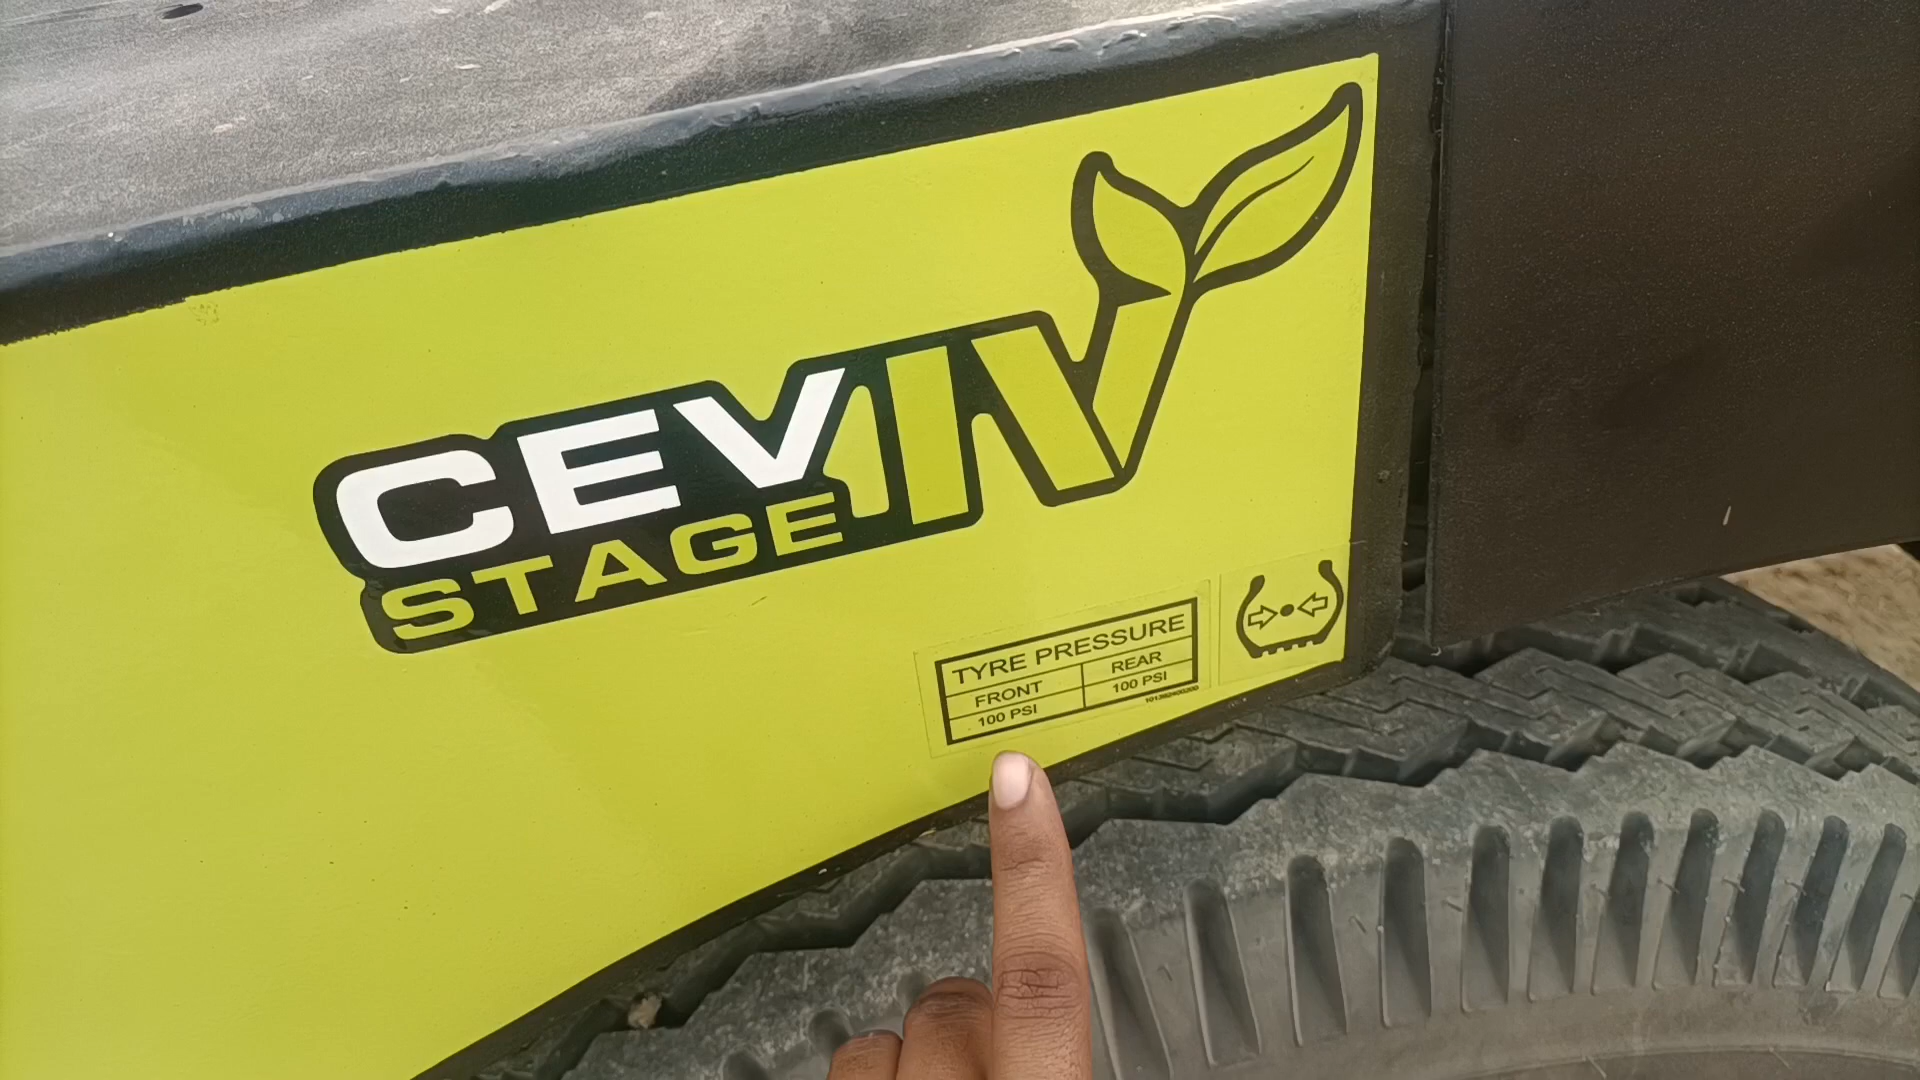 CEV IV
STAGE
TYRE PRESSURE
FRONT REAR
100 PSI 100 PSI